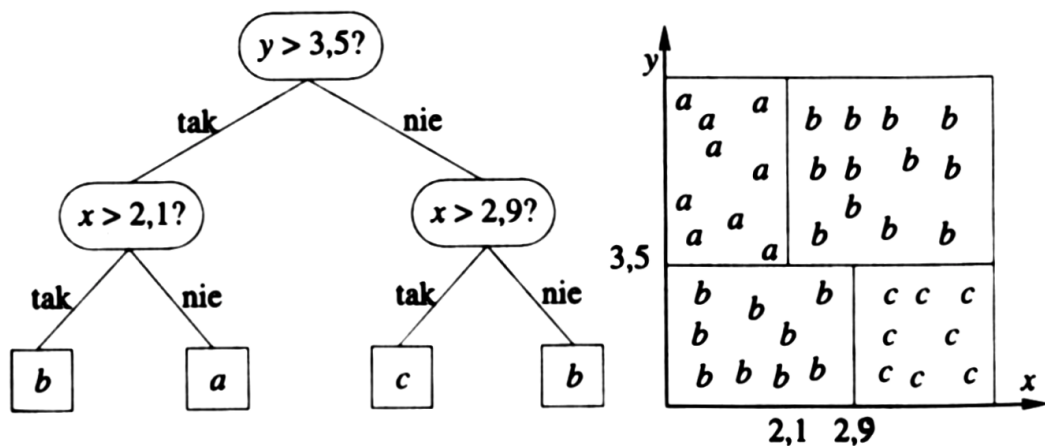 y > 3,5?
tak nie
x > 2,1? x > 2,9?
tak nie tak nie
b a c b
y
a a b b b b
a
a
a b b b b
a b
a a b b b
a
3,5
b b c c c
b
b b c c
b b b b c c c
x
2,1 2,9